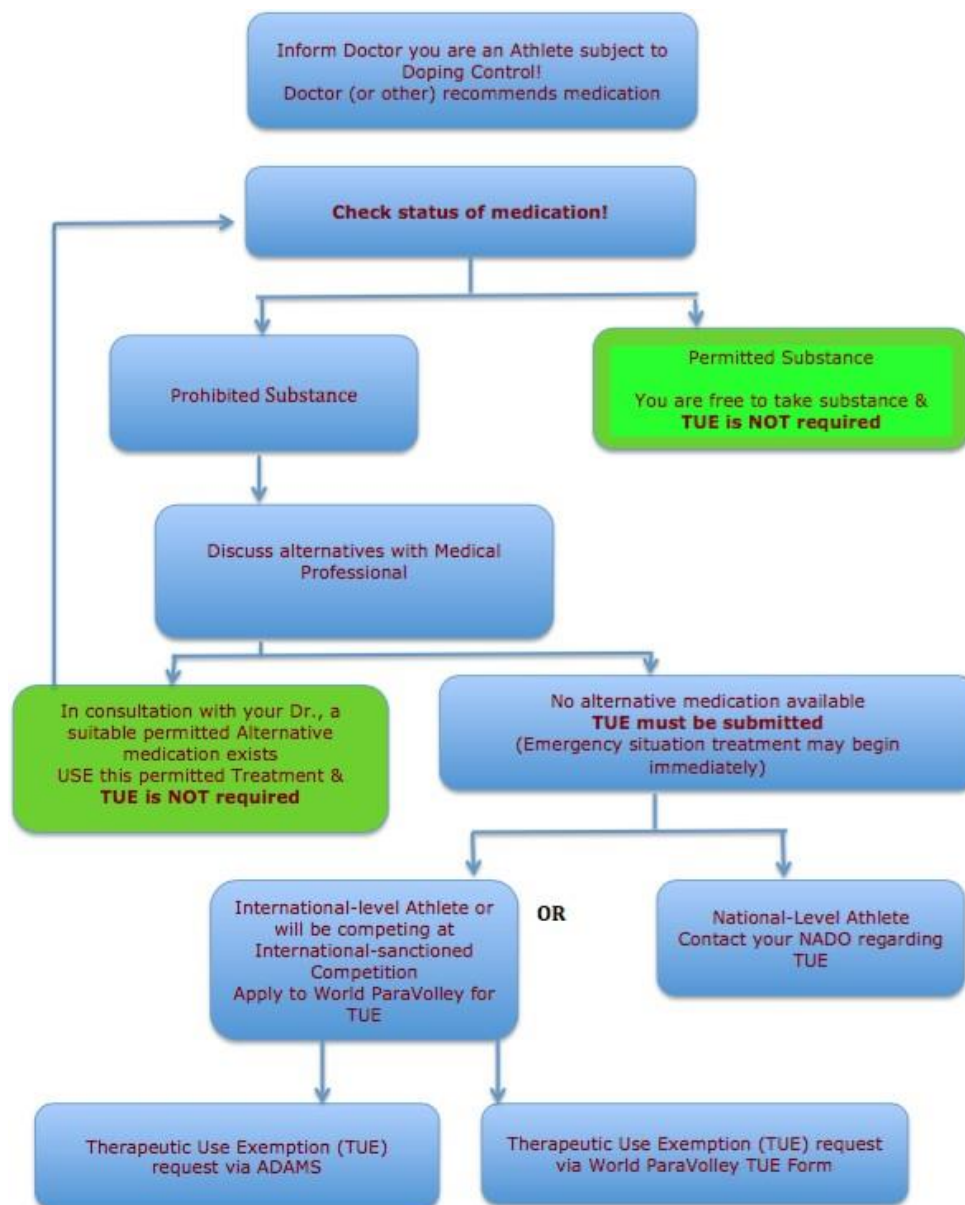 Inform Doctor you are an Athlete subject to
Doping Control!
Doctor (or other) recommends medication
Check status of medication!
Prohibited Substance
Permitted Substance
You are free to take substance &
TUE is NOT required
Discuss alternatives with Medical
Professional
In consultation with your Dr., a
suitable permitted Alternative
medication exists
USE this permitted Treatment &
TUE is NOT required
No alternative medication available
TUE must be submitted
(Emergency situation treatment may begin
immediately)
International-level Athlete or
will be competing at
International-sanctioned
Competition
Apply to World ParaVolley for
TUE
OR
National-Level Athlete
Contact your NADO regarding
TUE
Therapeutic Use Exemption (TUE)
request via ADAMS
Therapeutic Use Exemption (TUE) request
via World ParaVolley TUE Form